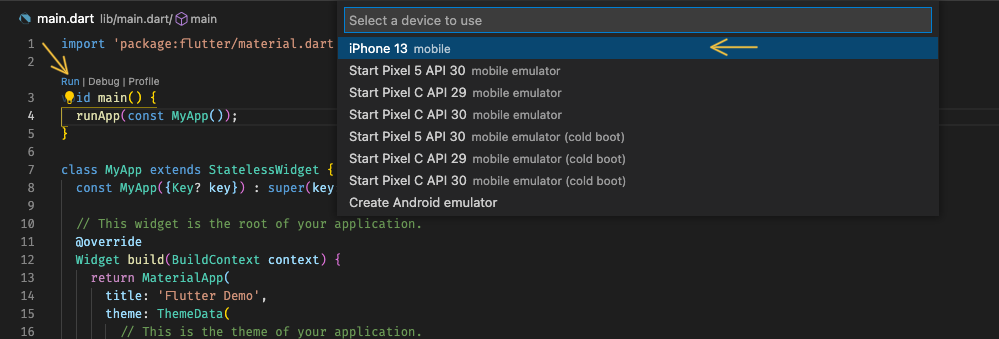 main.dart lib/main.dart/ main
Select a device to use
iPhone 13 mobile
Start Pixel 5 API 30 mobile emulator
Start Pixel C API 29 mobile emulator
Start Pixel C API 30 mobile emulator
Start Pixel 5 API 30 mobile emulator (cold boot)
Start Pixel C API 29 mobile emulator (cold boot)
Start Pixel C API 30 mobile emulator (cold boot)
Create Android emulator
1 import 'package:flutter/material.dart
2
Run | Debug | Profile
3 id main() {
4 runApp(const MyApp());
5 }
6
7 class MyApp extends StatelessWidget {
8 const MyApp({Key? key}) : super(key
9
10 // This widget is the root of your application.
11 @override
12 Widget build(BuildContext context) {
13 return MaterialApp(
14 title: 'Flutter Demo',
15 theme: ThemeData(
16 // This is the theme of your application.